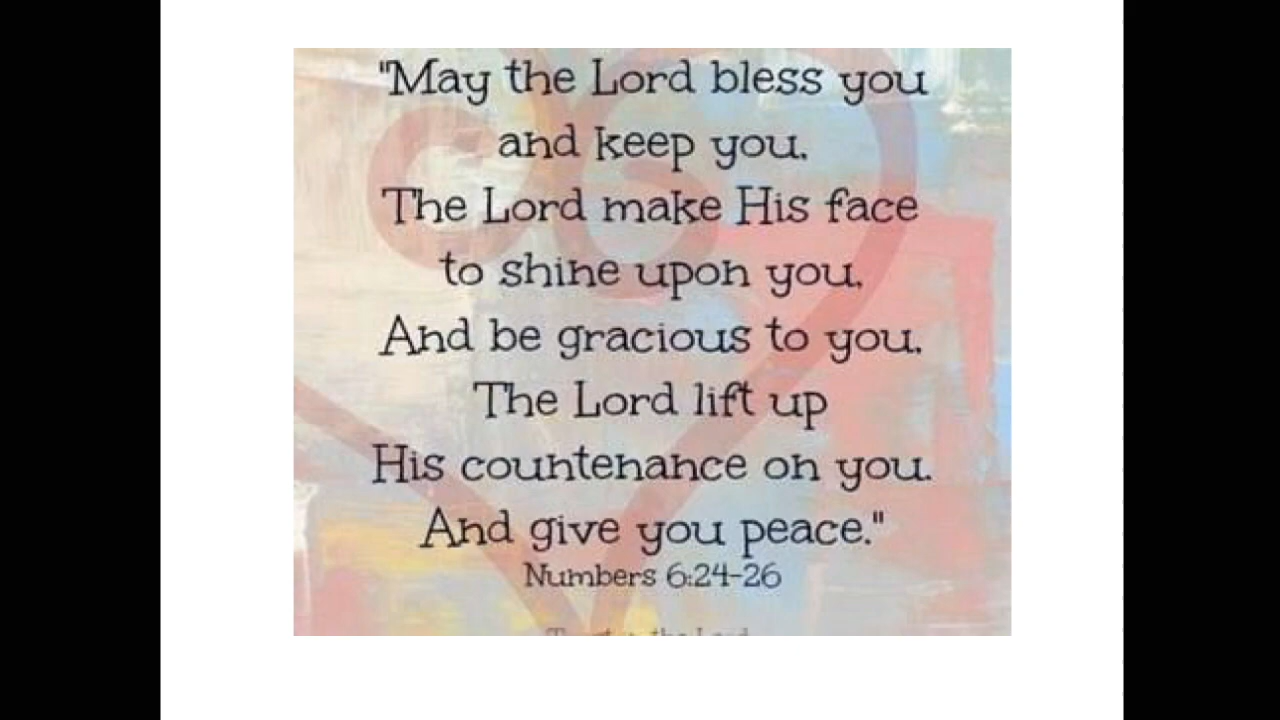 "May the Lord bless you
and keep you.
The Lord make His face
to shine upon you,
And be gracious to you.
The Lord lift up
His countenance on you.
And give you peace."
Numbers 6:24-26
the Lord